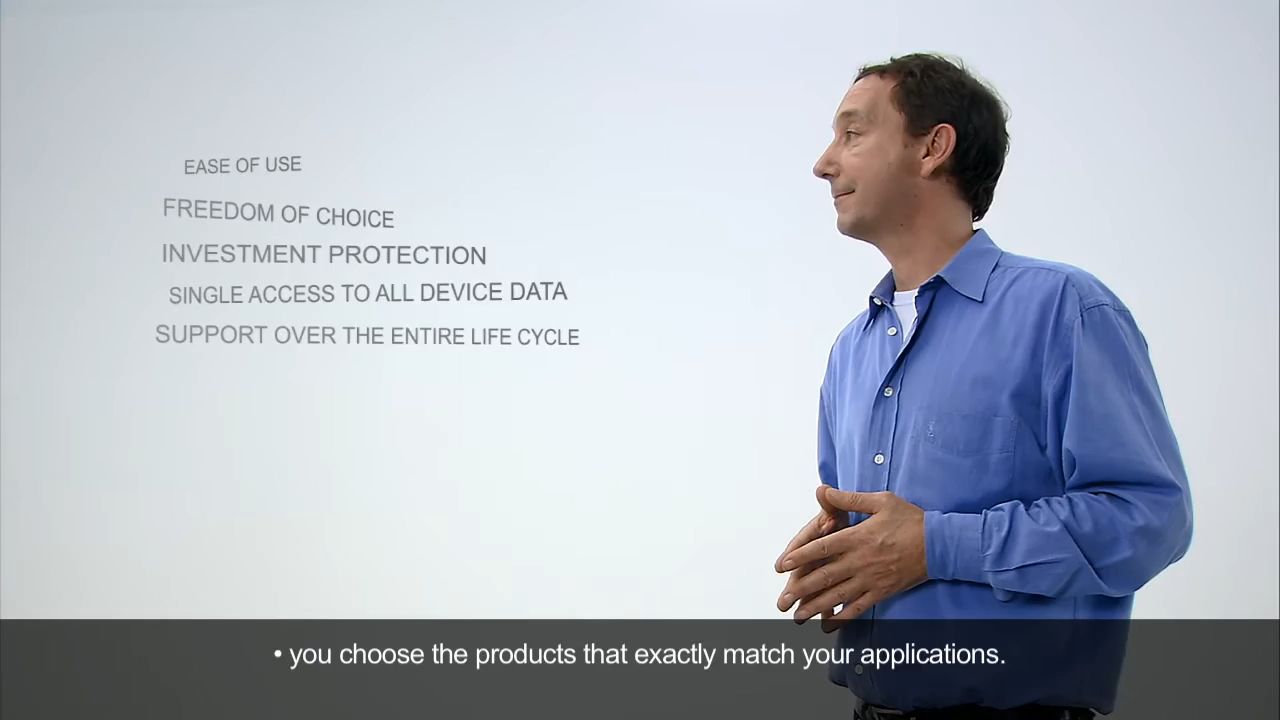 EASE OF USE
FREEDOM OF CHOICE
INVESTMENT PROTECTION
SINGLE ACCESS TO ALL DEVICE DATA
SUPPORT OVER THE ENTIRE LIFE CYCLE
• you choose the products that exactly match your applications.